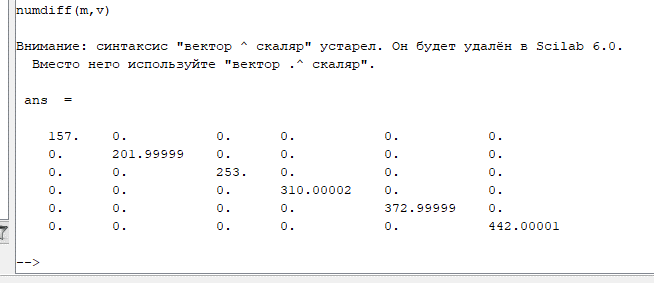 numdiff(m,v)
Внимание: синтаксис "вектор ^ скаляр" устарел. Он будет удалён в Scilab 6.0.
Вместо него используйте "вектор .^ скаляр".
ans =
157. 0. 0. 0. 0. 0.
0. 201.99999 0. 0. 0. 0.
0. 0. 253. 0. 0. 0.
0. 0. 0. 310.00002 0. 0.
0. 0. 0. 0. 372.99999 0.
0. 0. 0. 0. 0. 442.00001
-->